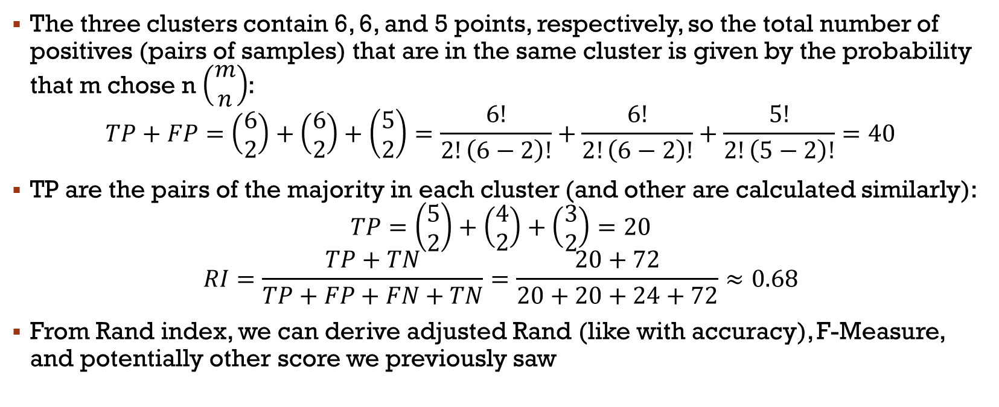 ▪ The three clusters contain 6, 6, and 5 points, respectively, so the total number of
positives (pairs of samples) that are in the same cluster is given by the probability
that m chose n $\binom{m}{n}$:
$TP + FP = \binom{6}{2} + \binom{6}{2} + \binom{5}{2} = \frac{6!}{2!(6-2)!} + \frac{6!}{2!(6-2)!} + \frac{5!}{2!(5-2)!} = 40$
▪ TP are the pairs of the majority in each cluster (and other are calculated similarly):
$TP = \binom{5}{2} + \binom{4}{2} + \binom{3}{2} = 20$
$RI = \frac{TP + TN}{TP + FP + FN + TN} = \frac{20 + 72}{20 + 20 + 24 + 72} \approx 0.68$
▪ From Rand index, we can derive adjusted Rand (like with accuracy), F-Measure,
and potentially other score we previously saw